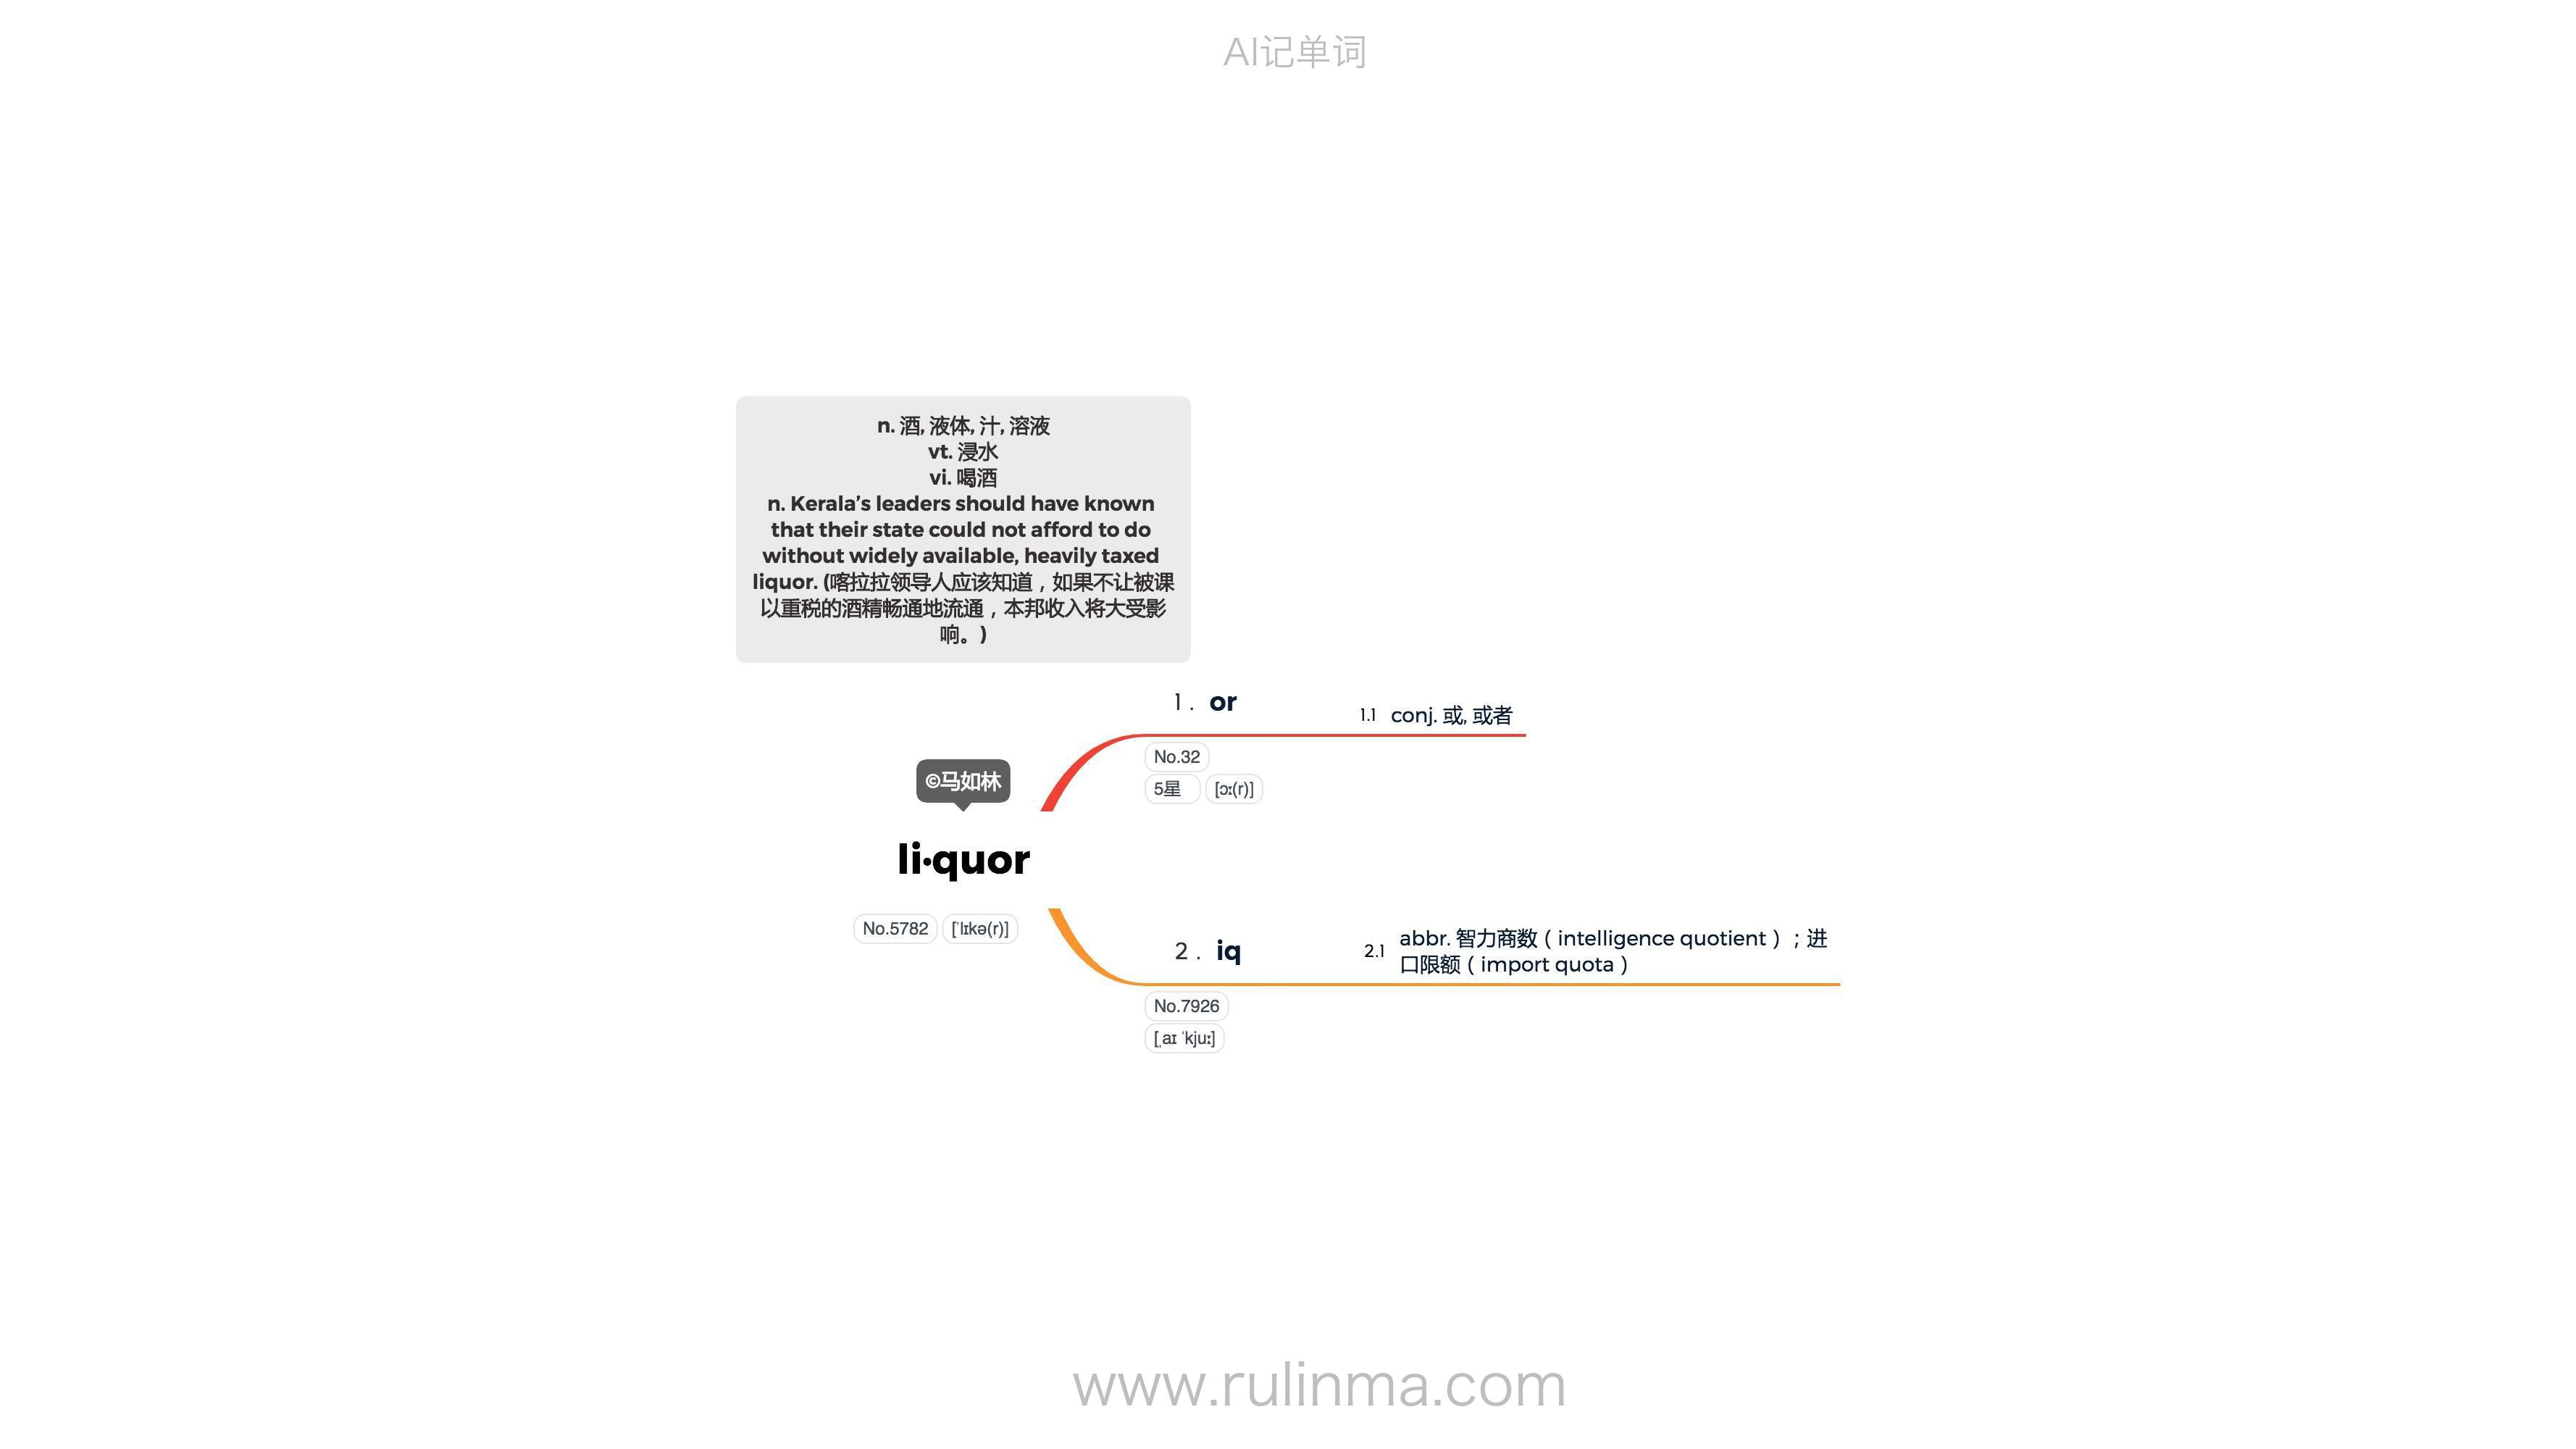 AI记单词
n. 酒, 液体, 汁, 溶液
vt. 浸水
vi. 喝酒
n. Kerala’s leaders should have known
that their state could not afford to do
without widely available, heavily taxed
liquor. (喀拉拉领导人应该知道，如果不让被课
以重税的酒精畅通地流通，本邦收入将大受影
响。)
1. or
1.1 conj. 或, 或者
No.32
5星 [ɔː(r)]
©马如林
li·quor
No.5782 [ˈlɪkə(r)]
2. iq
2.1 abbr. 智力商数（intelligence quotient）；进
口限额（import quota）
No.7926
[ˌaɪ ˈkjuː]
www.rulinma.com